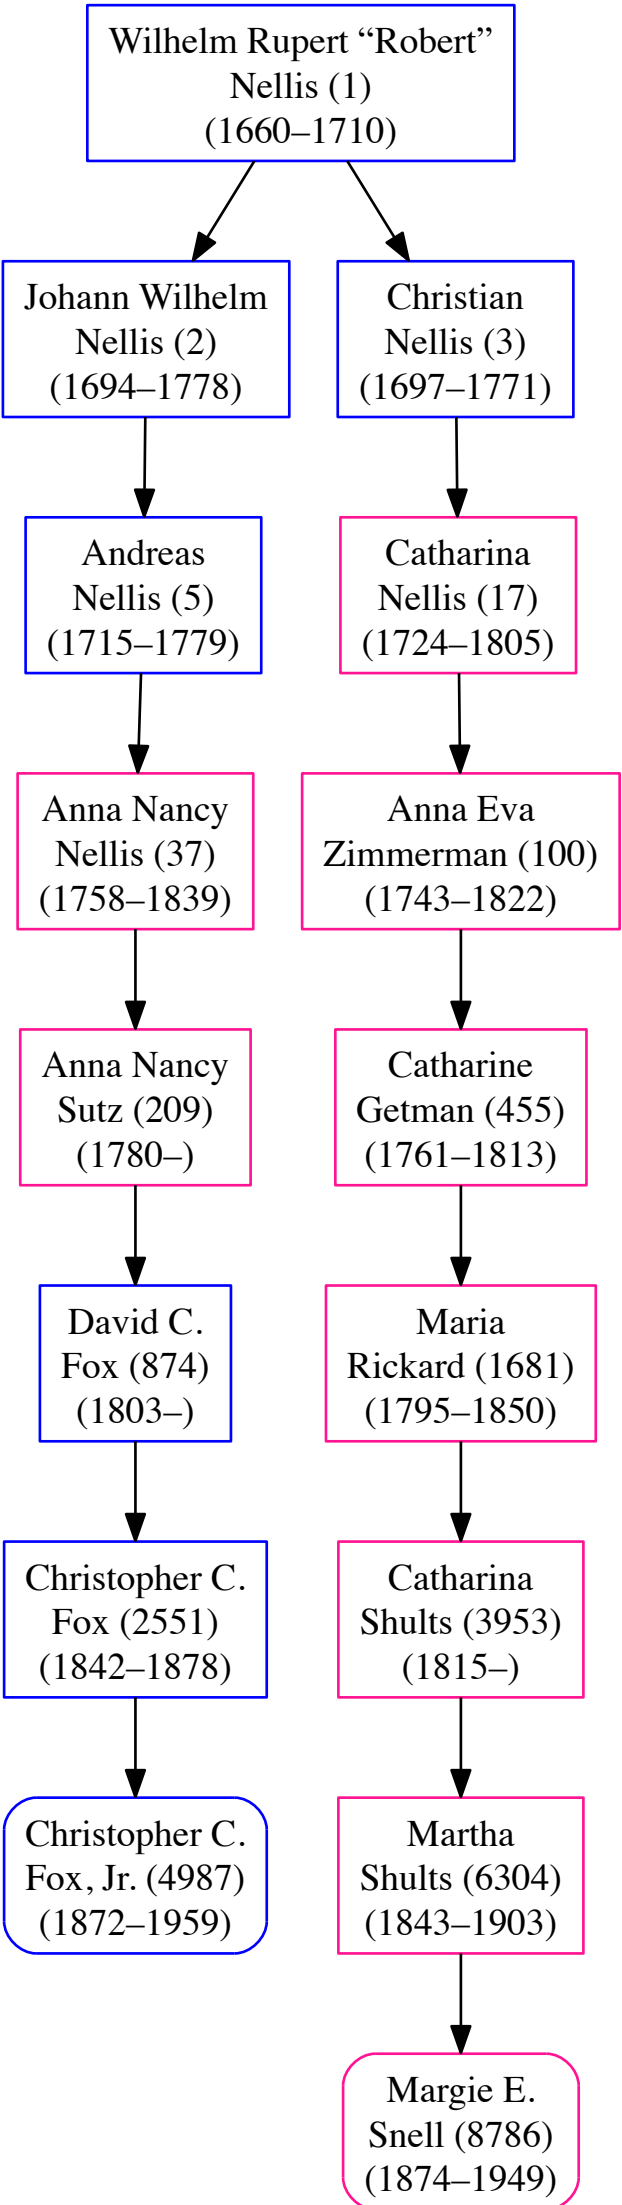 Wilhelm Rupert “Robert”
Nellis (1)
(1660–1710)
Johann Wilhelm
Nellis (2)
(1694–1778)
Christian
Nellis (3)
(1697–1771)
Andreas
Nellis (5)
(1715–1779)
Catharina
Nellis (17)
(1724–1805)
Anna Nancy
Nellis (37)
(1758–1839)
Anna Eva
Zimmerman (100)
(1743–1822)
Anna Nancy
Sutz (209)
(1780–)
Catharine
Getman (455)
(1761–1813)
David C.
Fox (874)
(1803–)
Maria
Rickard (1681)
(1795–1850)
Christopher C.
Fox (2551)
(1842–1878)
Catharina
Shults (3953)
(1815–)
Christopher C.
Fox, Jr. (4987)
(1872–1959)
Martha
Shults (6304)
(1843–1903)
Margie E.
Snell (8786)
(1874–1949)